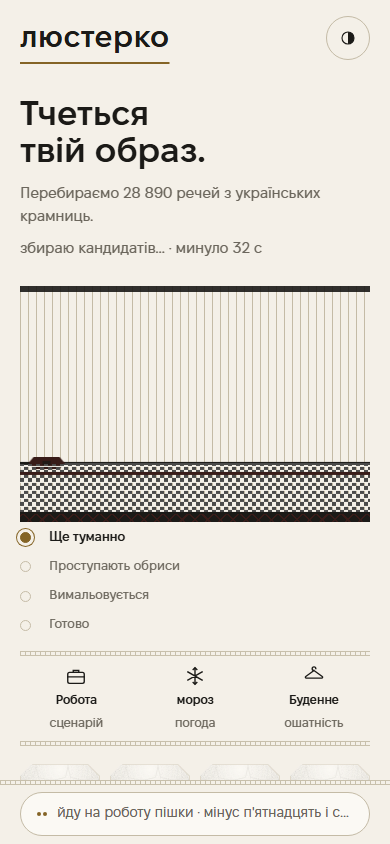 люстерко
Тчеться
твій образ.
Перебираємо 28 890 речей з українських
крамниць.
збираю кандидатів... · минуло 32 с
Ще туманно
Проступають обриси
Вимальовується
Готово
Робота
мороз
Буденне
сценарій
погода
ошатність
йду на роботу пішки · мінус п'ятнадцять і с...